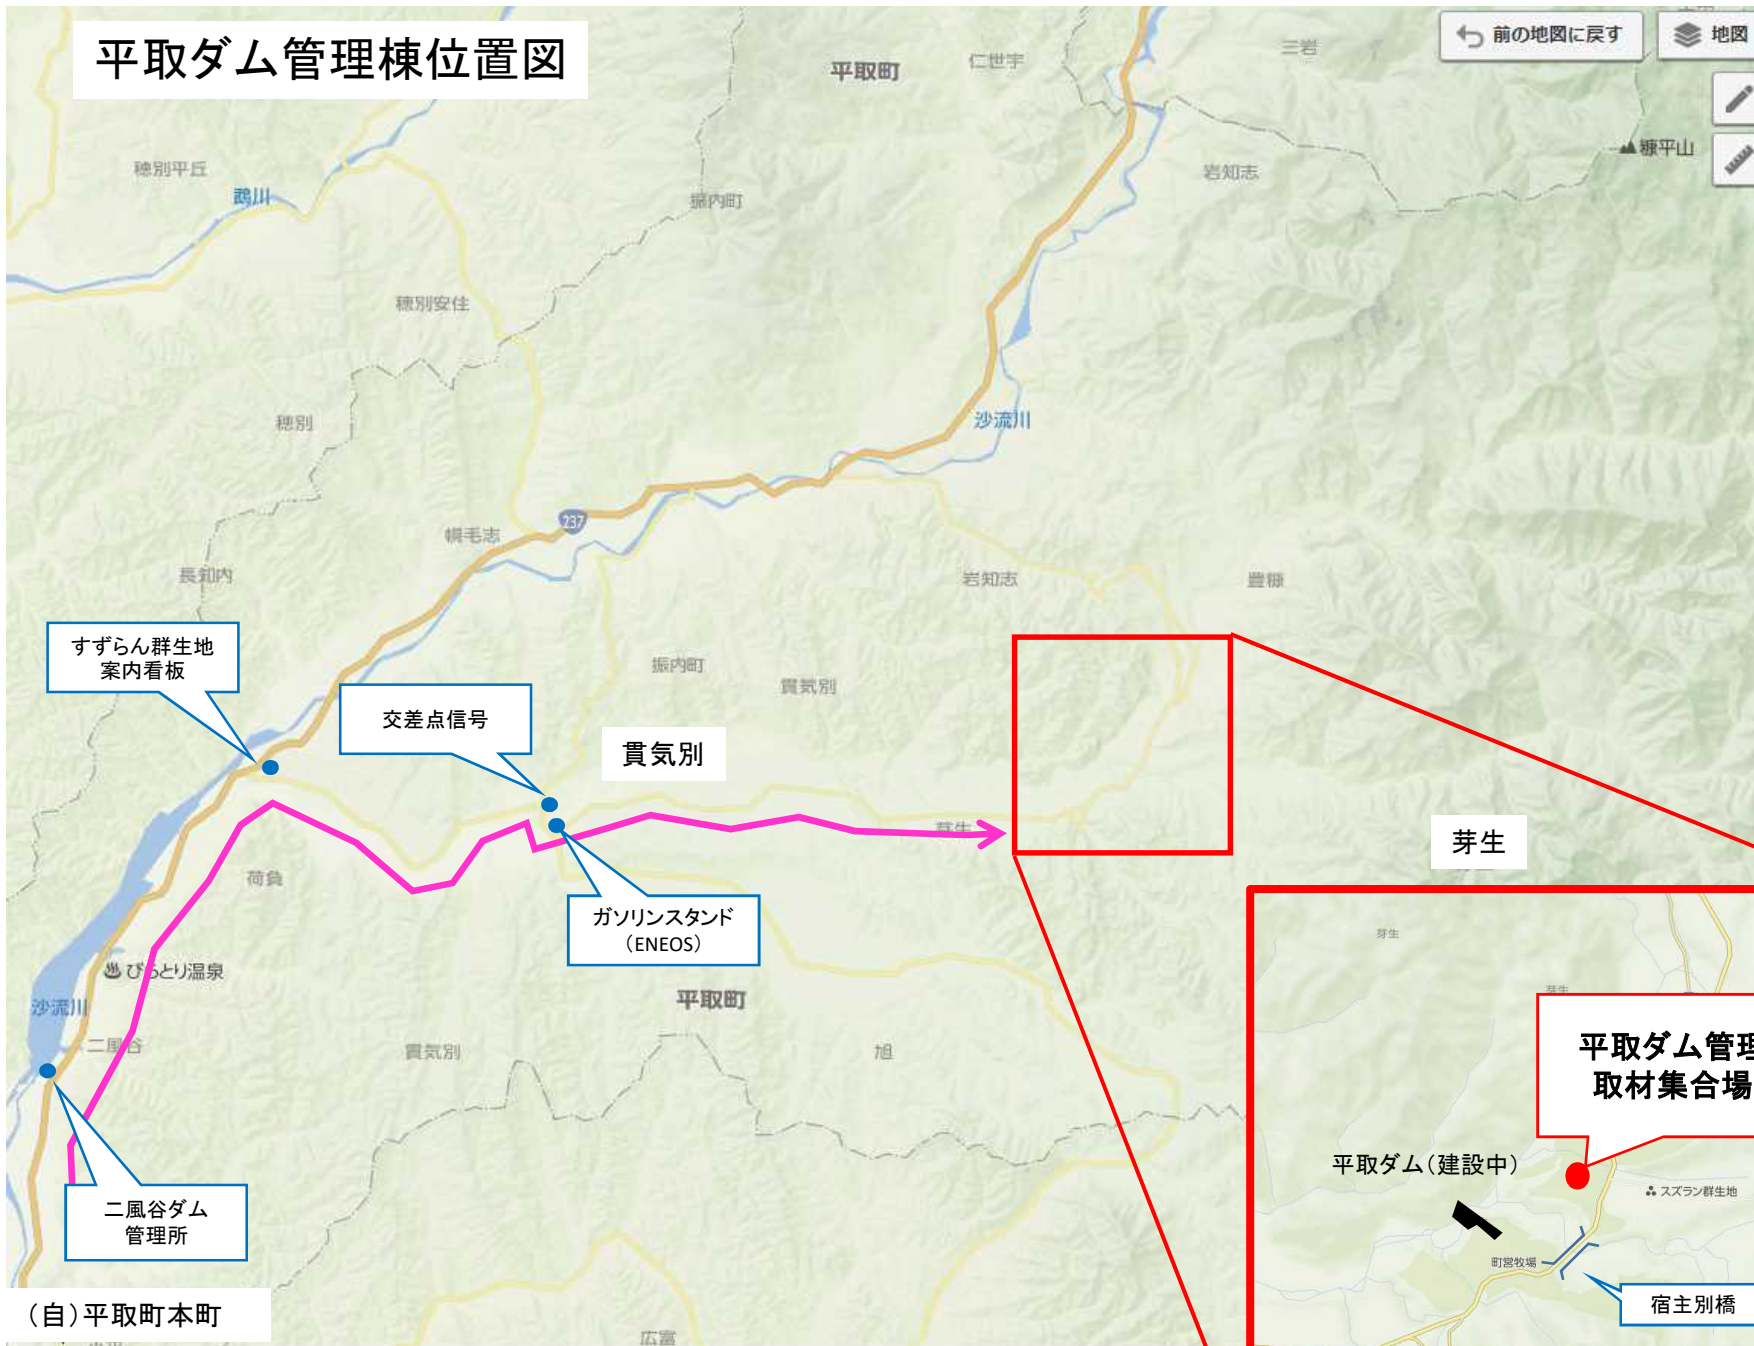 平取ダム管理棟位置図
前の地図に戻す
地図
平取町
仁世宇
三岩
糠平山
岩知志
穂別平丘
鵡川
振内町
穂別安住
穂別
沙流川
237
幌毛志
長知内
岩知志
豊糠
すずらん群生地
案内看板
振内町
貫気別
交差点信号
貫気別
芽生
芽生
荷負
ガソリンスタンド
(ENEOS)
びらとり温泉
沙流川
平取町
二風谷
貫気別
旭
芽生
芽生
平取ダム管理
取材集合場
平取ダム(建設中)
スズラン群生地
二風谷ダム
管理所
町営牧場
宿主別橋
(自)平取町本町
広富